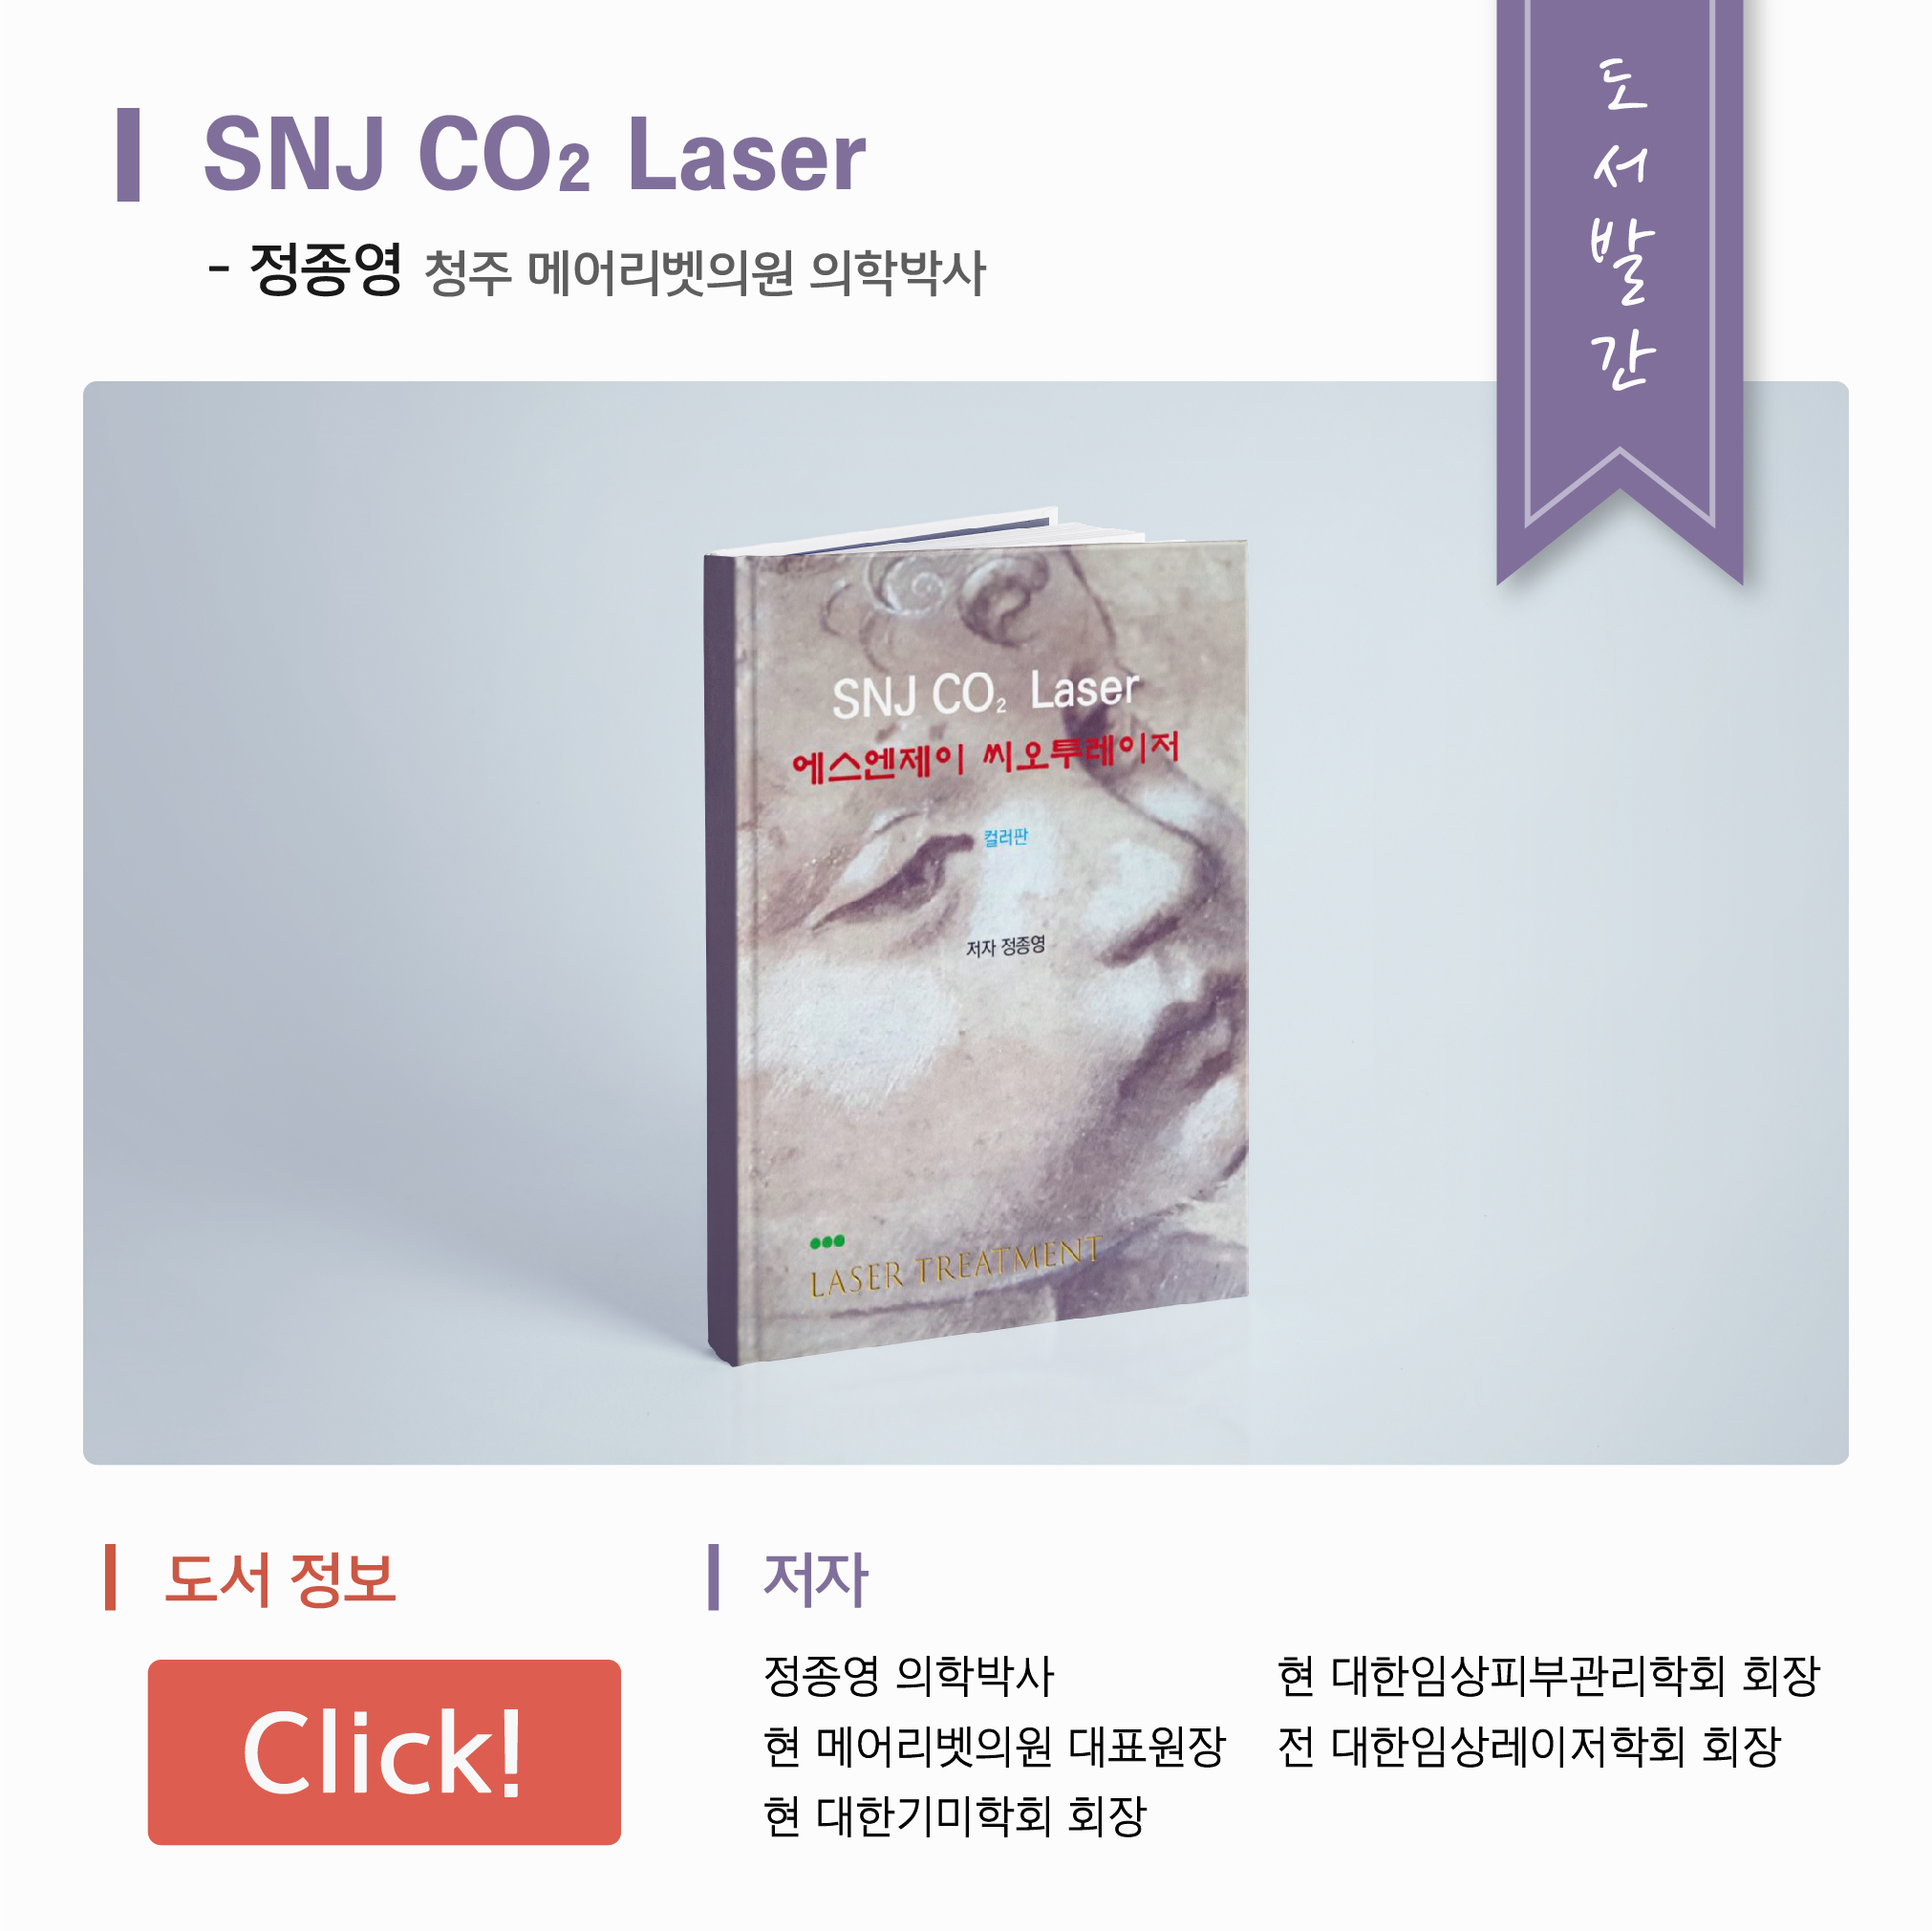 SNJ CO₂ Laser
- 정종영 청주 메어리벳의원 의학박사
도서발간
SNJ CO₂ Laser
에스엔제이 씨오투레이저
컬러판
저자 정종영
LASER TREATMENT
도서 정보
Click!
저자
정종영 의학박사
현 메어리벳의원 대표원장
현 대한기미학회 회장
현 대한임상피부관리학회 회장
전 대한임상레이저학회 회장